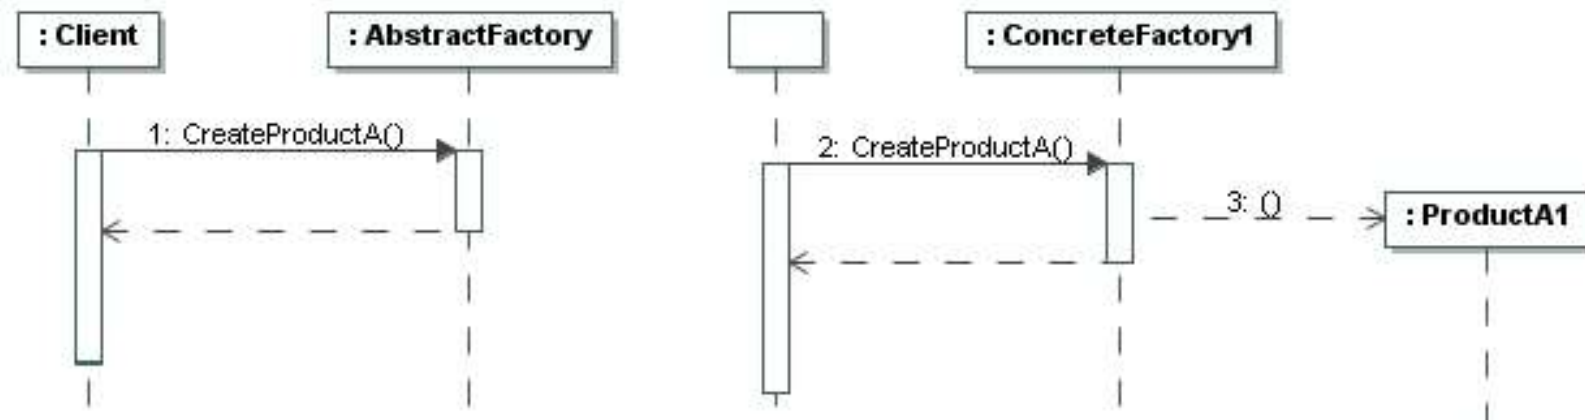 : Client
: AbstractFactory
: ConcreteFactory1
1: CreateProductA()
2: CreateProductA()
3: ()
: ProductA1